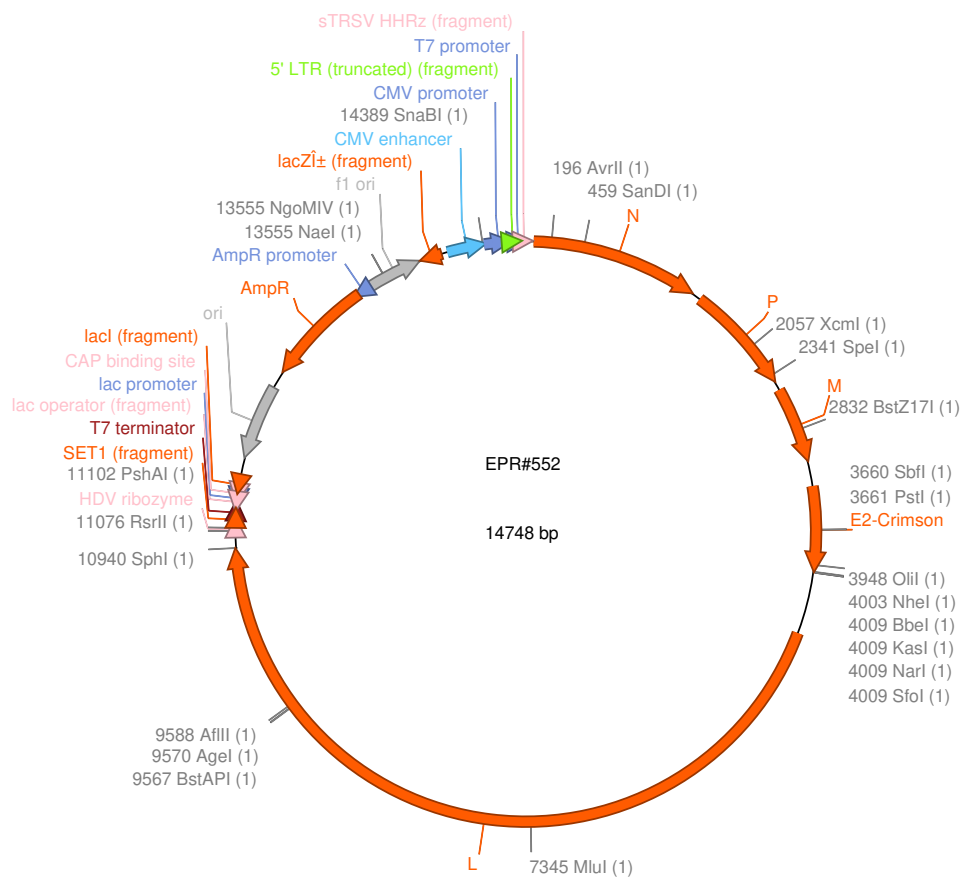 sTRSV HHRz (fragment)
T7 promoter
5' LTR (truncated) (fragment)
CMV promoter
14389 SnaBI (1)
CMV enhancer
lacZÎ± (fragment)
f1 ori
13555 NgoMIV (1)
13555 NaeI (1)
AmpR promoter
AmpR
ori
lacI (fragment)
CAP binding site
lac promoter
lac operator (fragment)
T7 terminator
SET1 (fragment)
11102 PshAI (1)
HDV ribozyme
11076 RsrII (1)
10940 SphI (1)
9588 AflII (1)
9570 AgeI (1)
9567 BstAPI (1)
L
7345 MluI (1)
196 AvrII (1)
459 SanDI (1)
N
P
2057 XcmI (1)
2341 SpeI (1)
M
2832 BstZ17I (1)
3660 SbfI (1)
3661 PstI (1)
E2-Crimson
3948 OliI (1)
4003 NheI (1)
4009 BbeI (1)
4009 KasI (1)
4009 NarI (1)
4009 SfoI (1)
EPR#552
14748 bp